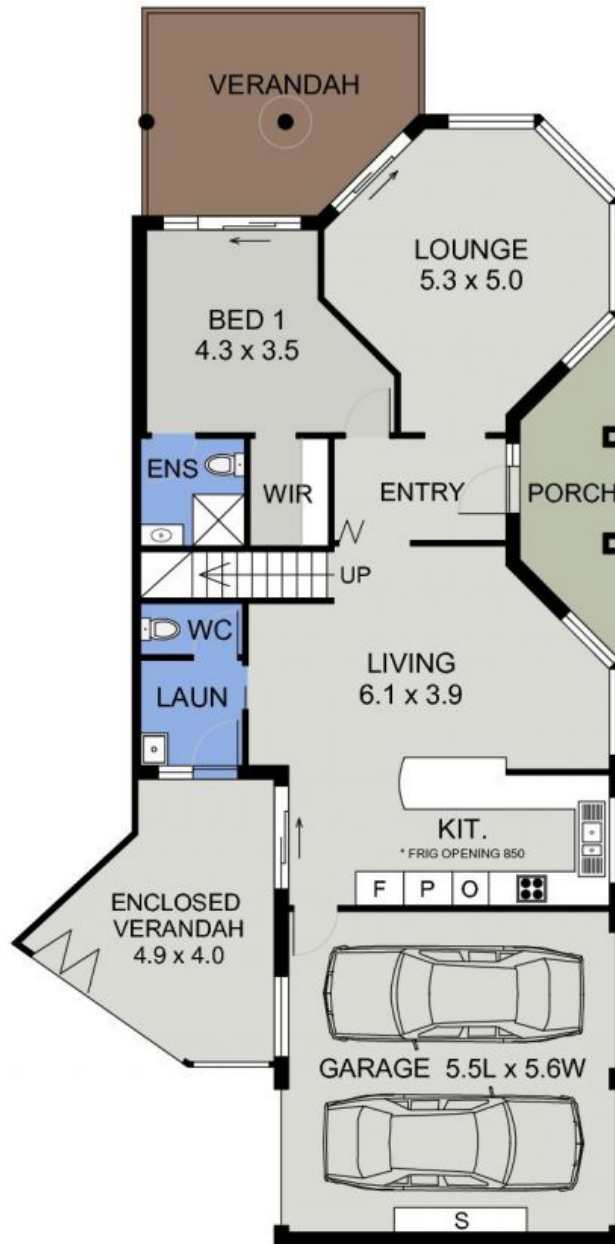 VERANDAH
LOUNGE
5.3 x 5.0
BED 1
4.3 x 3.5
ENS
WIR
ENTRY
PORCH
UP
WC
LIVING
6.1 x 3.9
LAUN
KIT.
* FRIG OPENING 850
F P O
ENCLOSED
VERANDAH
4.9 x 4.0
GARAGE 5.5L x 5.6W
S